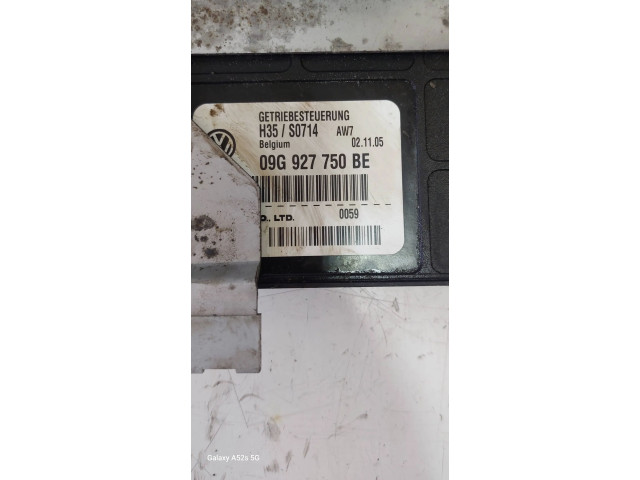 GETRIEBESTEUERUNG
H35 / S0714 AW7
Belgium 02.11.05
09G 927 750 BE
LTD. 0059
Galaxy A52s 5G